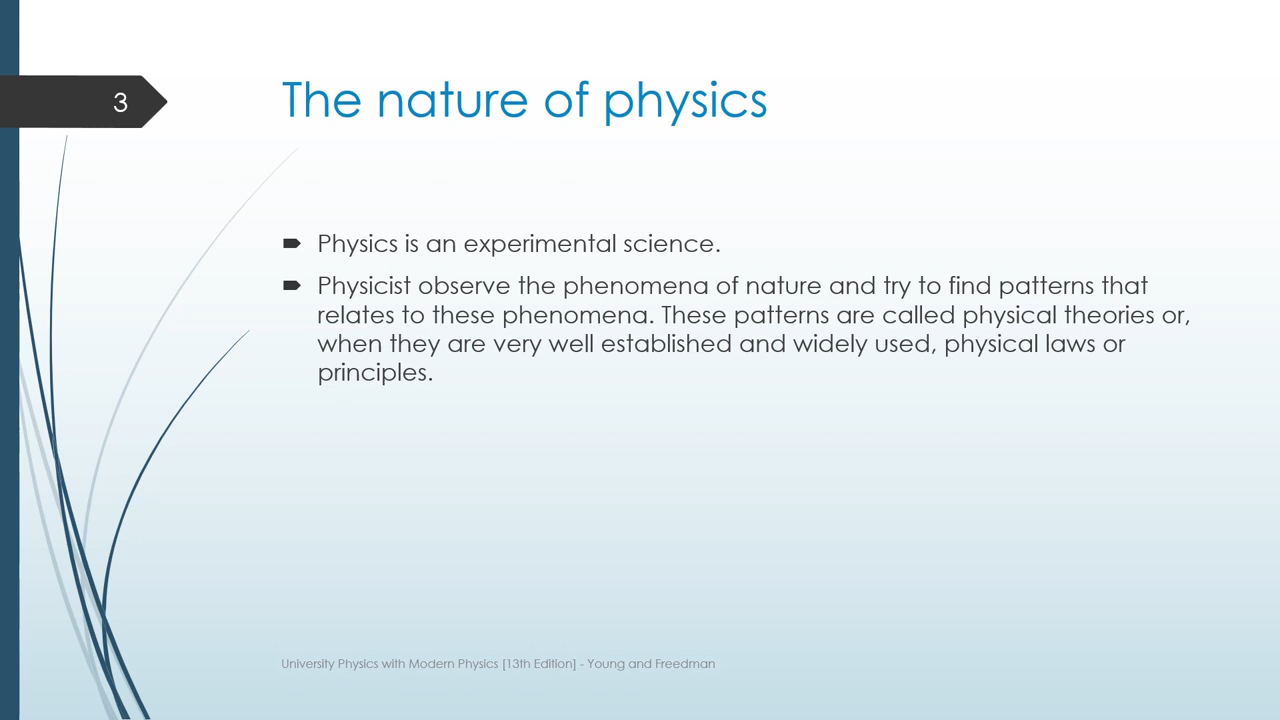 3
The nature of physics
Physics is an experimental science.
Physicist observe the phenomena of nature and try to find patterns that
relates to these phenomena. These patterns are called physical theories or,
when they are very well established and widely used, physical laws or
principles.
University Physics with Modern Physics [13th Edition] - Young and Freedman